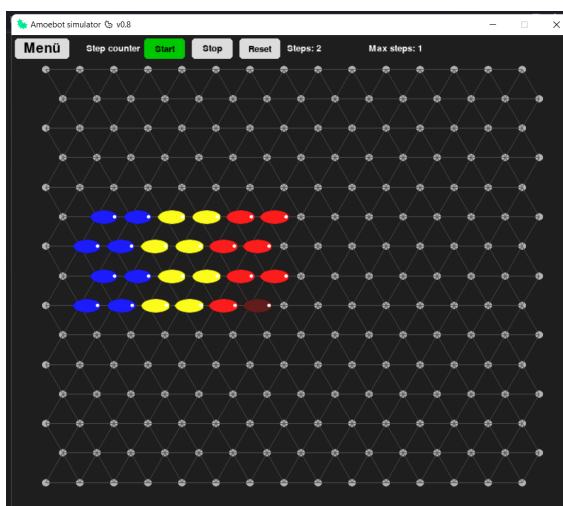 Amoebot simulator v0.8
Menü Step counter Start Stop Reset Steps: 2 Max steps: 1